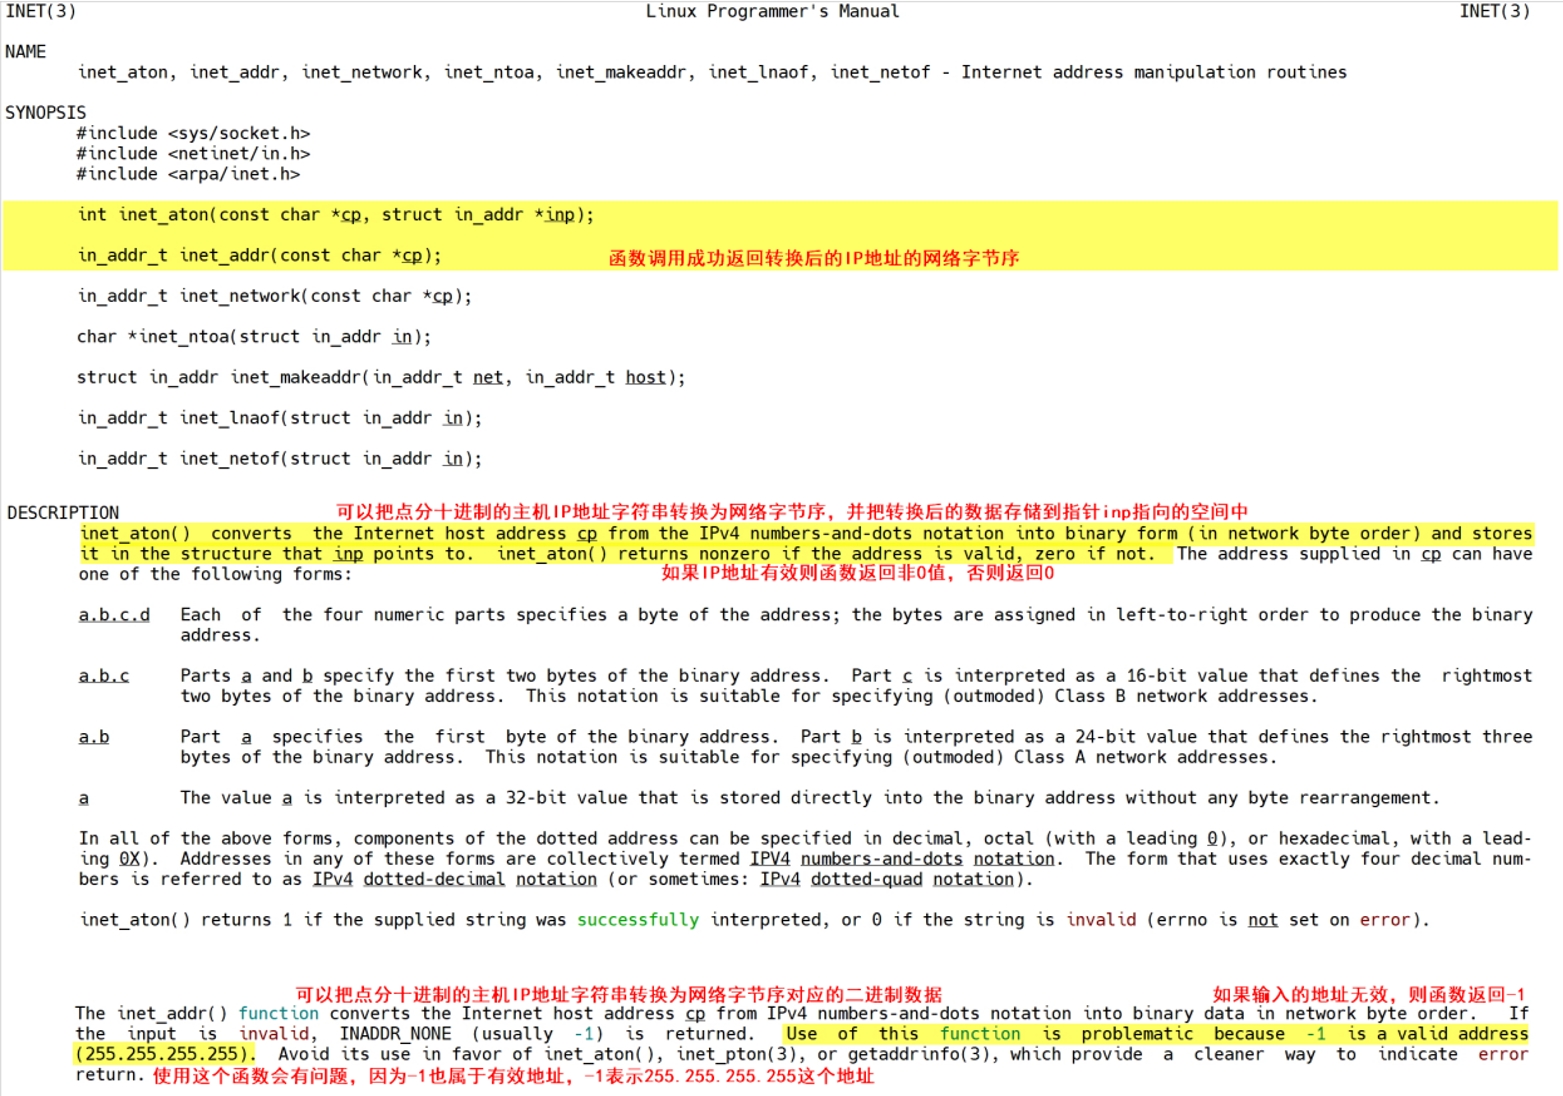 INET(3) Linux Programmer's Manual INET(3)
NAME
inet_aton, inet_addr, inet_network, inet_ntoa, inet_makeaddr, inet_lnaof, inet_netof - Internet address manipulation routines
SYNOPSIS
#include <sys/socket.h>
#include <netinet/in.h>
#include <arpa/inet.h>
int inet_aton(const char *cp, struct in_addr *inp);
in_addr_t inet_addr(const char *cp); 函数调用成功返回转换后的IP地址的网络字节序
in_addr_t inet_network(const char *cp);
char *inet_ntoa(struct in_addr in);
struct in_addr inet_makeaddr(in_addr_t net, in_addr_t host);
in_addr_t inet_lnaof(struct in_addr in);
in_addr_t inet_netof(struct in_addr in);
DESCRIPTION 可以把点分十进制的主机IP地址字符串转换为网络字节序，并把转换后的数据存储到指针inp指向的空间中
inet_aton() converts the Internet host address cp from the IPv4 numbers-and-dots notation into binary form (in network byte order) and stores
it in the structure that inp points to. inet_aton() returns nonzero if the address is valid, zero if not. The address supplied in cp can have
one of the following forms: 如果IP地址有效则函数返回非0值，否则返回0
a.b.c.d Each of the four numeric parts specifies a byte of the address; the bytes are assigned in left-to-right order to produce the binary
address.
a.b.c Parts a and b specify the first two bytes of the binary address. Part c is interpreted as a 16-bit value that defines the rightmost
two bytes of the binary address. This notation is suitable for specifying (outmoded) Class B network addresses.
a.b Part a specifies the first byte of the binary address. Part b is interpreted as a 24-bit value that defines the rightmost three
bytes of the binary address. This notation is suitable for specifying (outmoded) Class A network addresses.
a The value a is interpreted as a 32-bit value that is stored directly into the binary address without any byte rearrangement.
In all of the above forms, components of the dotted address can be specified in decimal, octal (with a leading 0), or hexadecimal, with a lead-
ing 0X). Addresses in any of these forms are collectively termed IPV4 numbers-and-dots notation. The form that uses exactly four decimal num-
bers is referred to as IPv4 dotted-decimal notation (or sometimes: IPv4 dotted-quad notation).
inet_aton() returns 1 if the supplied string was successfully interpreted, or 0 if the string is invalid (errno is not set on error).
可以把点分十进制的主机IP地址字符串转换为网络字节序对应的二进制数据 如果输入的地址无效，则函数返回-1
The inet_addr() function converts the Internet host address cp from IPv4 numbers-and-dots notation into binary data in network byte order. If
the input is invalid, INADDR_NONE (usually -1) is returned. Use of this function is problematic because -1 is a valid address
(255.255.255.255). Avoid its use in favor of inet_aton(), inet_pton(3), or getaddrinfo(3), which provide a cleaner way to indicate error
return. 使用这个函数会有问题，因为-1也属于有效地址，-1表示255.255.255.255这个地址